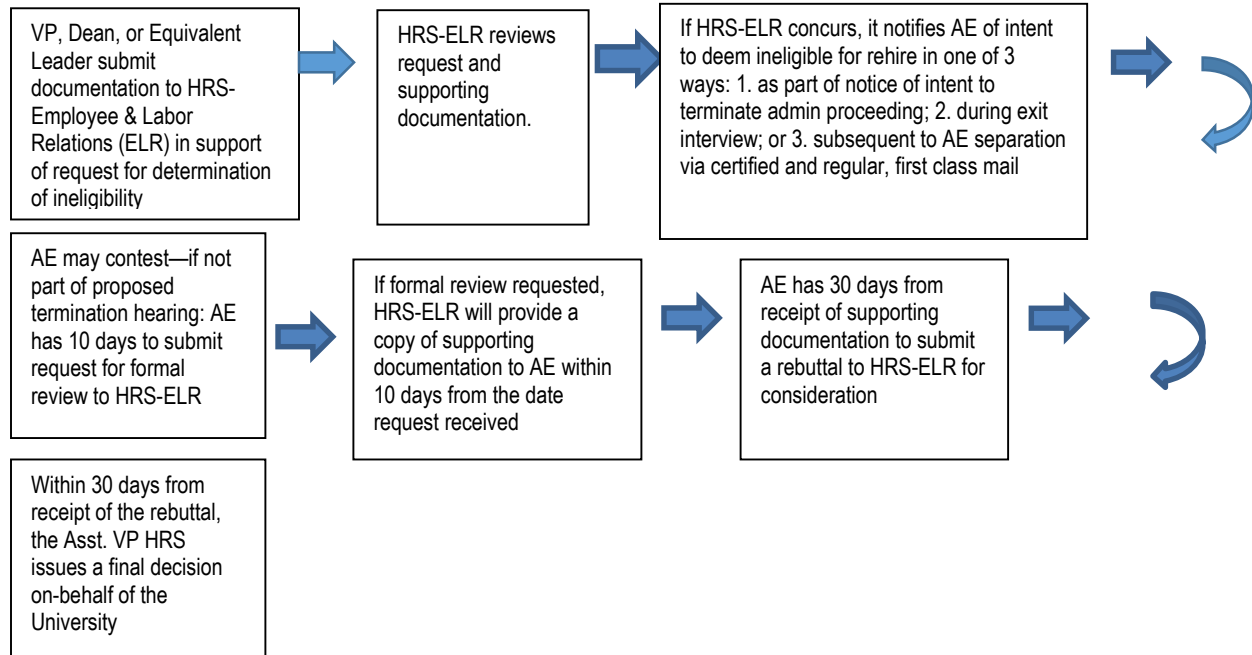 VP, Dean, or Equivalent
Leader submit
documentation to HRS-
Employee & Labor
Relations (ELR) in support
of request for determination
of ineligibility
HRS-ELR reviews
request and
supporting
documentation.
If HRS-ELR concurs, it notifies AE of intent
to deem ineligible for rehire in one of 3
ways: 1. as part of notice of intent to
terminate admin proceeding; 2. during exit
interview; or 3. subsequent to AE separation
via certified and regular, first class mail
AE may contest—if not
part of proposed
termination hearing: AE
has 10 days to submit
request for formal
review to HRS-ELR
If formal review requested,
HRS-ELR will provide a
copy of supporting
documentation to AE within
10 days from the date
request received
AE has 30 days from
receipt of supporting
documentation to submit
a rebuttal to HRS-ELR for
consideration
Within 30 days from
receipt of the rebuttal,
the Asst. VP HRS
issues a final decision
on-behalf of the
University